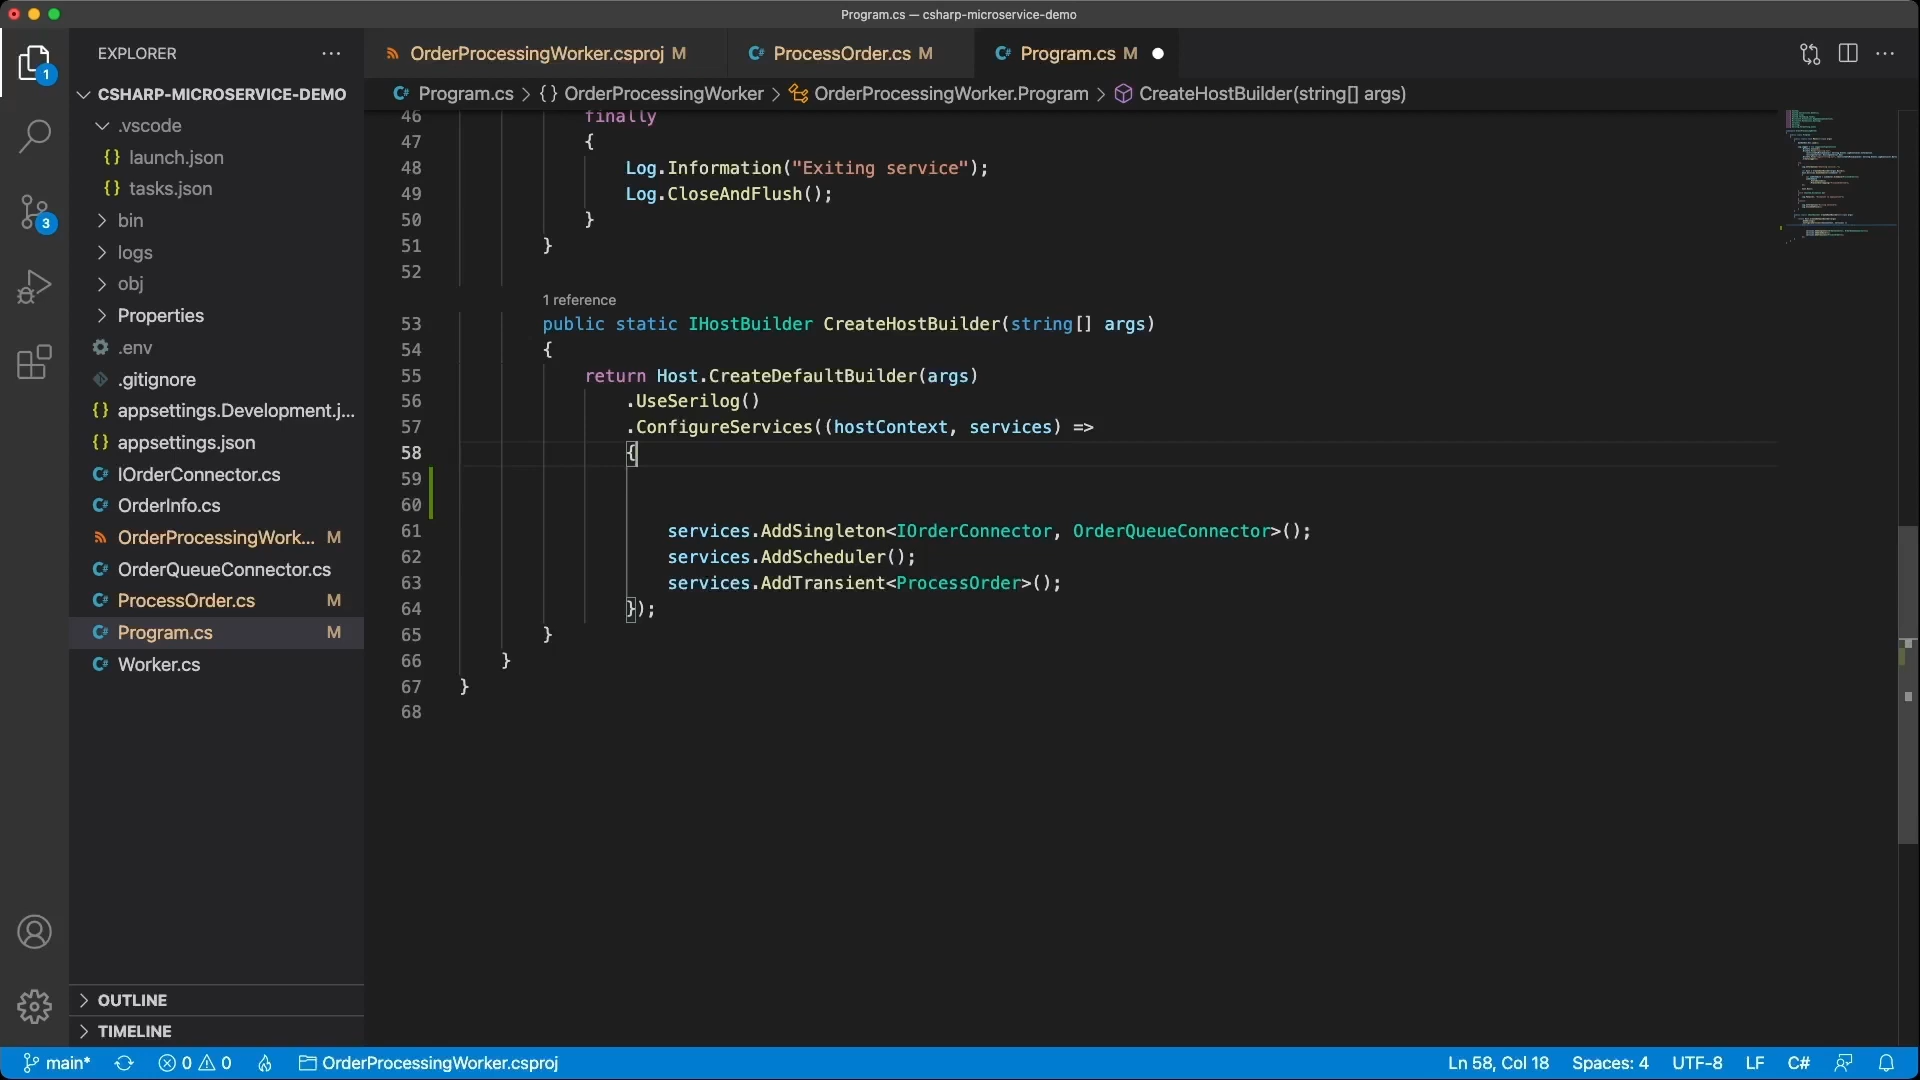 Program.cs — csharp-microservice-demo
EXPLORER
OrderProcessingWorker.csproj M
ProcessOrder.cs M
Program.cs M
CSHARP-MICROSERVICE-DEMO
Program.cs > {} OrderProcessingWorker > OrderProcessingWorker.Program > CreateHostBuilder(string[] args)
.vscode
{} launch.json
{} tasks.json
bin
logs
obj
Properties
.env
.gitignore
{} appsettings.Development.j...
{} appsettings.json
C# IOrderConnector.cs
C# OrderInfo.cs
OrderProcessingWork... M
C# OrderQueueConnector.cs
C# ProcessOrder.cs M
C# Program.cs M
C# Worker.cs
OUTLINE
TIMELINE
1
3
46 finally
47 {
48 Log.Information("Exiting service");
49 Log.CloseAndFlush();
50 }
51 }
52
1 reference
53 public static IHostBuilder CreateHostBuilder(string[] args)
54 {
55 return Host.CreateDefaultBuilder(args)
56 .UseSerilog()
57 .ConfigureServices((hostContext, services) =>
58 {
59
60
61 services.AddSingleton<IOrderConnector, OrderQueueConnector>();
62 services.AddScheduler();
63 services.AddTransient<ProcessOrder>();
64 });
65 }
66 }
67 }
68
main* 0 0 OrderProcessingWorker.csproj Ln 58, Col 18 Spaces: 4 UTF-8 LF C#